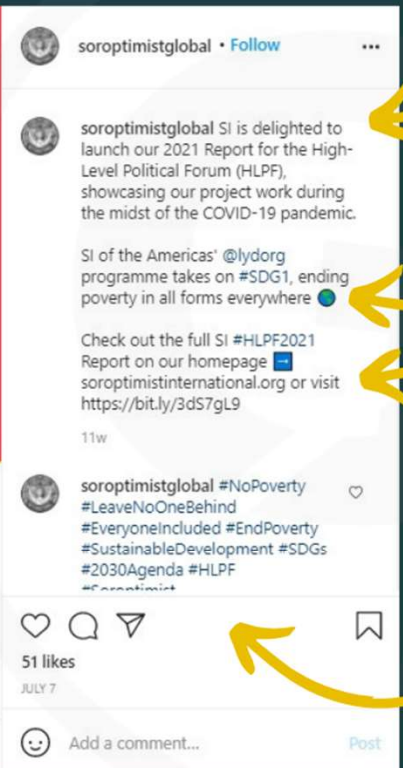 soroptimistglobal • Follow
soroptimistglobal SI is delighted to
launch our 2021 Report for the High-
Level Political Forum (HLPF),
showcasing our project work during
the midst of the COVID-19 pandemic.
SI of the Americas' @lydorg
programme takes on #SDG1, ending
poverty in all forms everywhere 🌎
Check out the full SI #HLPF2021
Report on our homepage ➡️
soroptimistinternational.org or visit
https://bit.ly/3dS7gL9
11w
soroptimistglobal #NoPoverty
#LeaveNoOneBehind
#EveryoneIncluded #EndPoverty
#SustainableDevelopment #SDGs
#2030Agenda #HLPF
#Soroptimist
51 likes
JULY 7
Add a comment...
Post